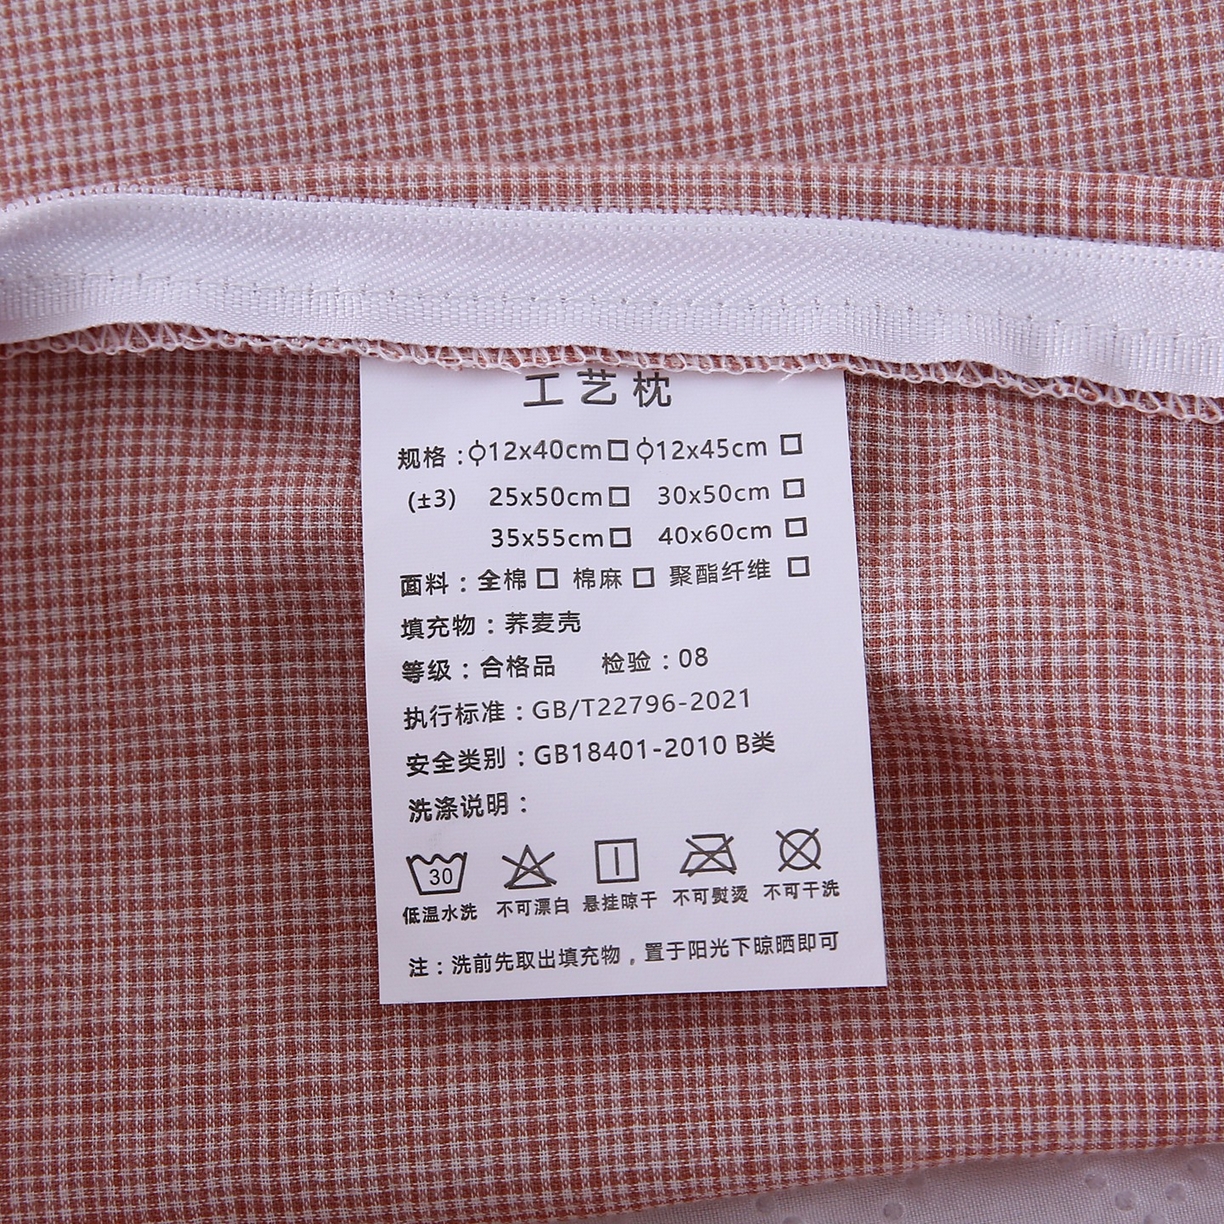 工艺枕
规格:ϕ12x40cm□ϕ12x45cm □
(±3) 25x50cm□ 30x50cm □
35x55cm□ 40x60cm □
面料:全棉□ 棉麻□ 聚酯纤维 □
填充物:荞麦壳
等级:合格品 检验:08
执行标准:GB/T22796-2021
安全类别:GB18401-2010 B类
洗涤说明:
30
低温水洗 不可漂白 悬挂晾干 不可熨烫 不可干洗
注:洗前先取出填充物,置于阳光下晾晒即可